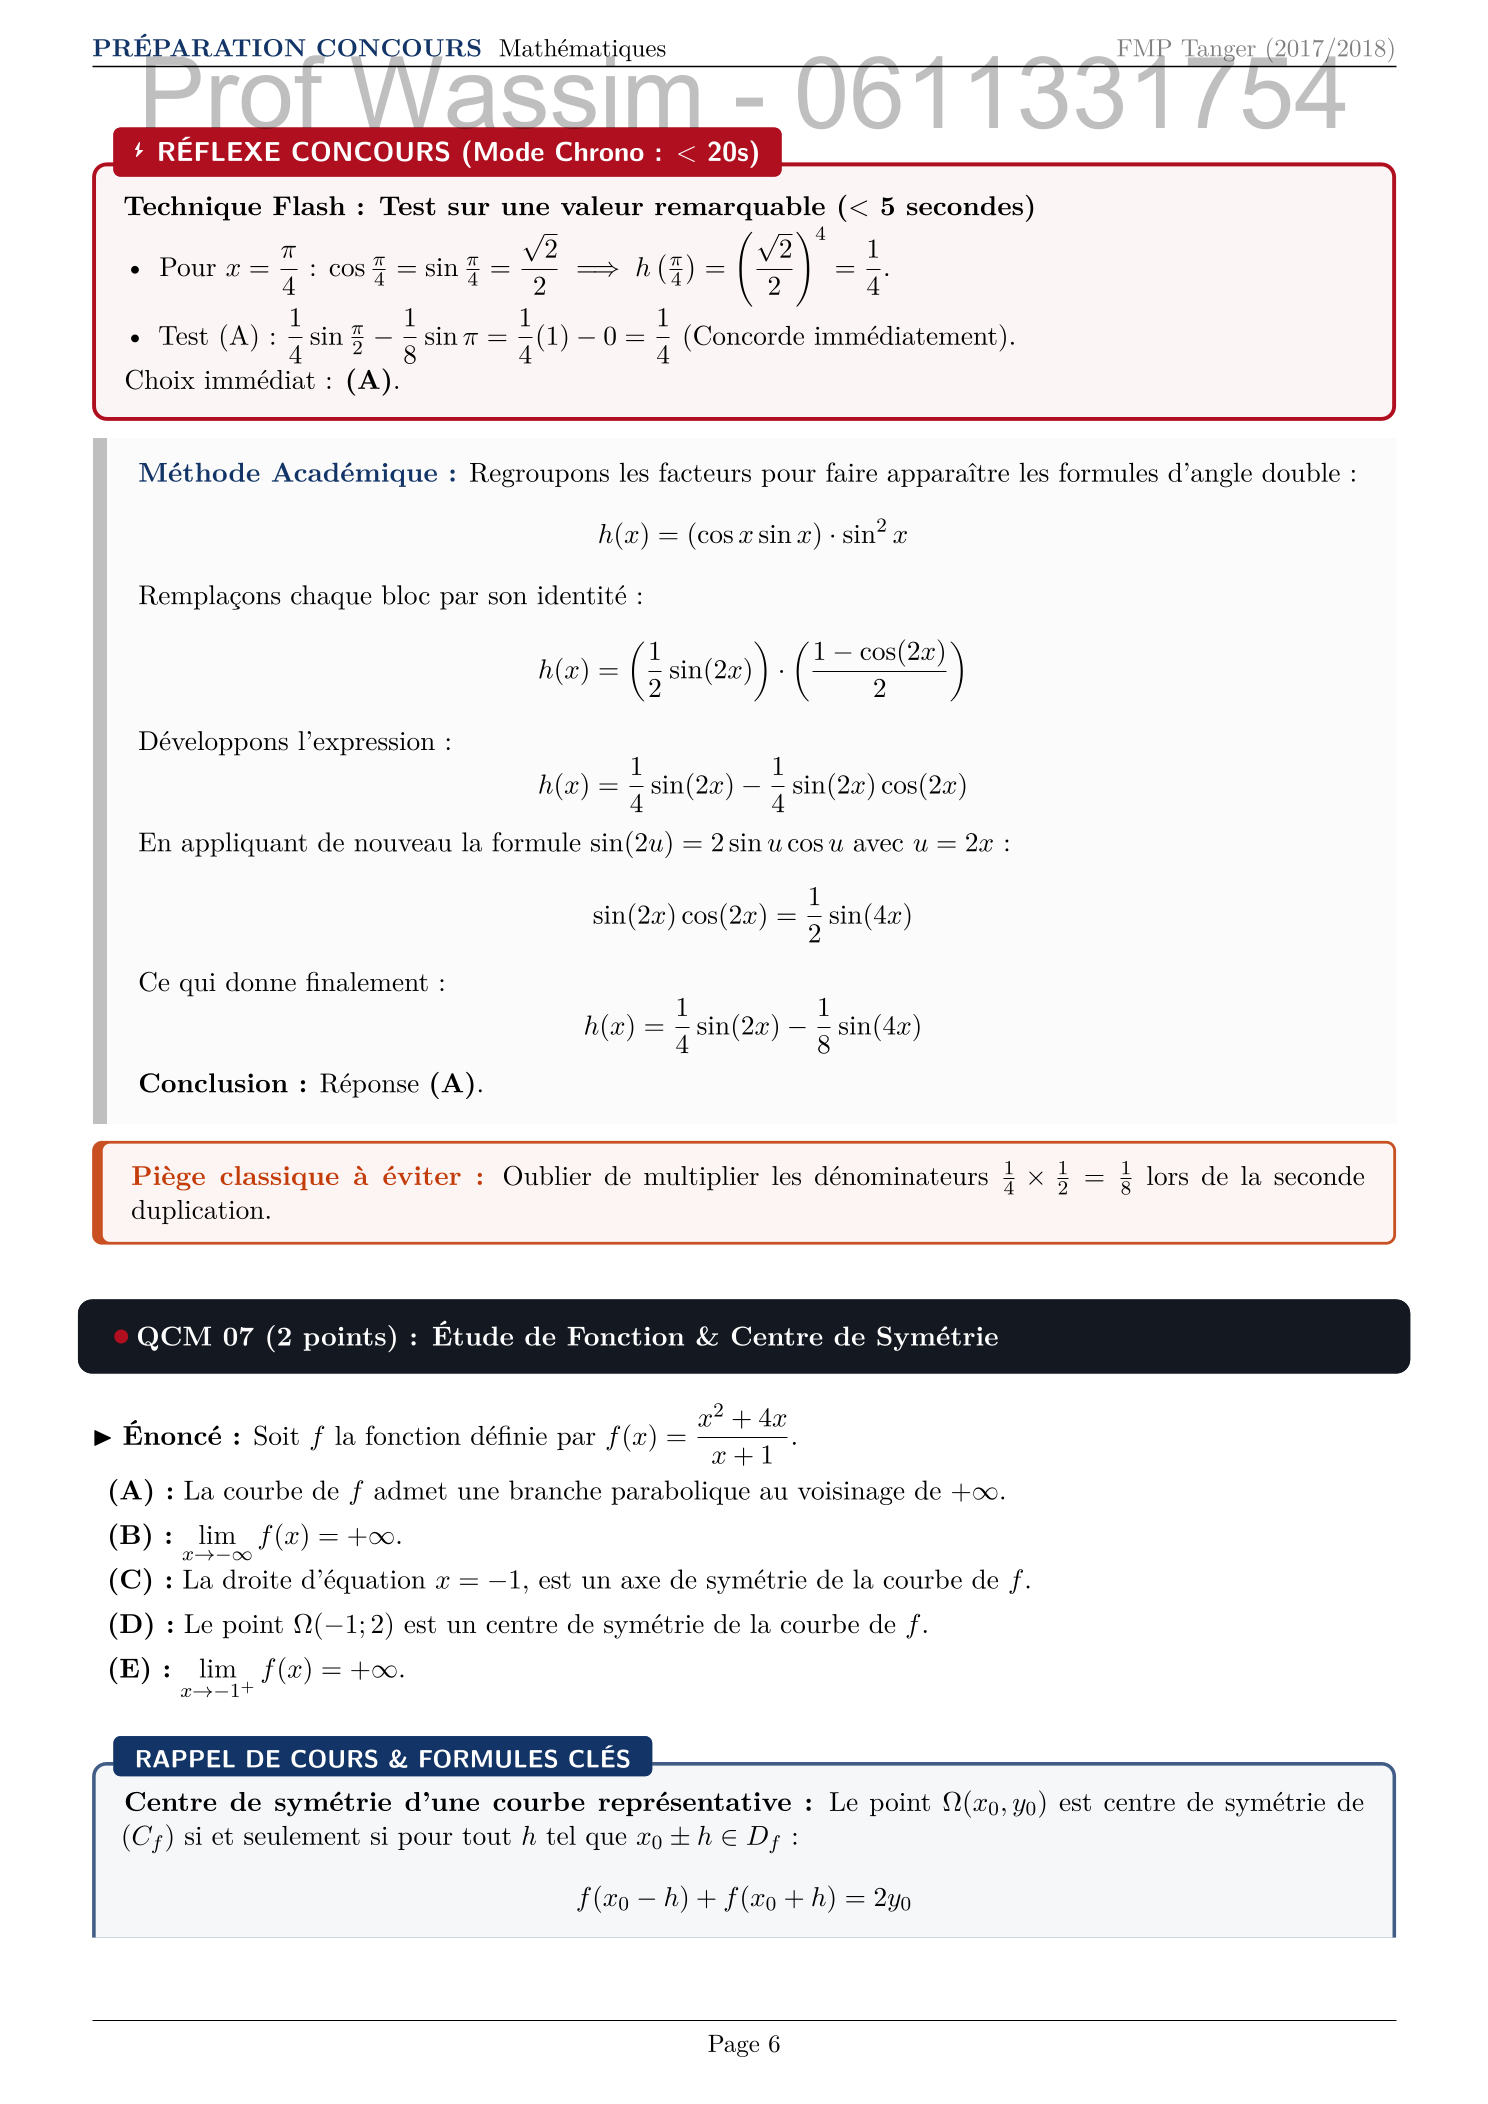 PRÉPARATION CONCOURS Mathématiques FMP Tanger (2017/2018)
Prof Wassim - 0611331754
RÉFLEXE CONCOURS (Mode Chrono : < 20s)
Technique Flash : Test sur une valeur remarquable (< 5 secondes)
• Pour x = π/4 : cos π/4 = sin π/4 = √2/2 ⟹ h(π/4) = (√2/2)^4 = 1/4.
• Test (A) : 1/4 sin π/2 − 1/8 sin π = 1/4(1) − 0 = 1/4 (Concorde immédiatement).
Choix immédiat : (A).
Méthode Académique : Regroupons les facteurs pour faire apparaître les formules d'angle double :
h(x) = (cos x sin x) · sin² x
Remplaçons chaque bloc par son identité :
h(x) = (1/2 sin(2x)) · ((1 − cos(2x))/2)
Développons l'expression :
h(x) = 1/4 sin(2x) − 1/4 sin(2x) cos(2x)
En appliquant de nouveau la formule sin(2u) = 2 sin u cos u avec u = 2x :
sin(2x) cos(2x) = 1/2 sin(4x)
Ce qui donne finalement :
h(x) = 1/4 sin(2x) − 1/8 sin(4x)
Conclusion : Réponse (A).
Piège classique à éviter : Oublier de multiplier les dénominateurs 1/4 × 1/2 = 1/8 lors de la seconde
duplication.
• QCM 07 (2 points) : Étude de Fonction & Centre de Symétrie
▶ Énoncé : Soit f la fonction définie par f(x) = (x² + 4x)/(x + 1).
(A) : La courbe de f admet une branche parabolique au voisinage de +∞.
(B) : lim x→−∞ f(x) = +∞.
(C) : La droite d'équation x = −1, est un axe de symétrie de la courbe de f.
(D) : Le point Ω(−1; 2) est un centre de symétrie de la courbe de f.
(E) : lim x→−1⁺ f(x) = +∞.
RAPPEL DE COURS & FORMULES CLÉS
Centre de symétrie d'une courbe représentative : Le point Ω(x₀, y₀) est centre de symétrie de
(C_f) si et seulement si pour tout h tel que x₀ ± h ∈ D_f :
f(x₀ − h) + f(x₀ + h) = 2y₀
Page 6